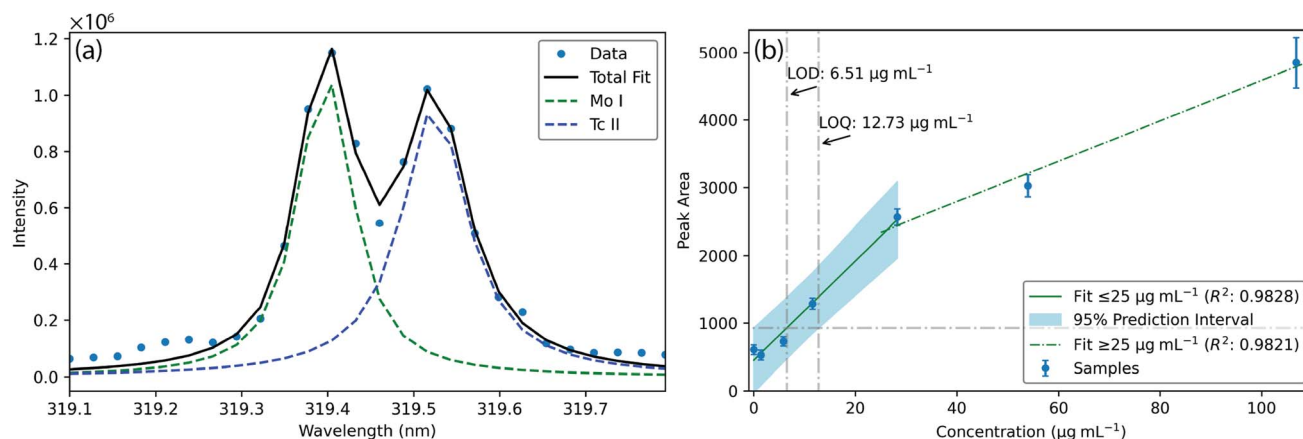 ×10⁶
(a)
1.2
1.0
0.8
0.6
0.4
0.2
0.0
Intensity
319.1
319.2
319.3
319.4
319.5
319.6
319.7
Wavelength (nm)
Data
Total Fit
Mo I
Tc II
(b)
5000
4000
3000
2000
1000
0
Peak Area
LOD: 6.51 µg mL⁻¹
LOQ: 12.73 µg mL⁻¹
Fit ≤25 µg mL⁻¹ (R²: 0.9828)
95% Prediction Interval
Fit ≥25 µg mL⁻¹ (R²: 0.9821)
Samples
0
20
40
60
80
100
Concentration (µg mL⁻¹)